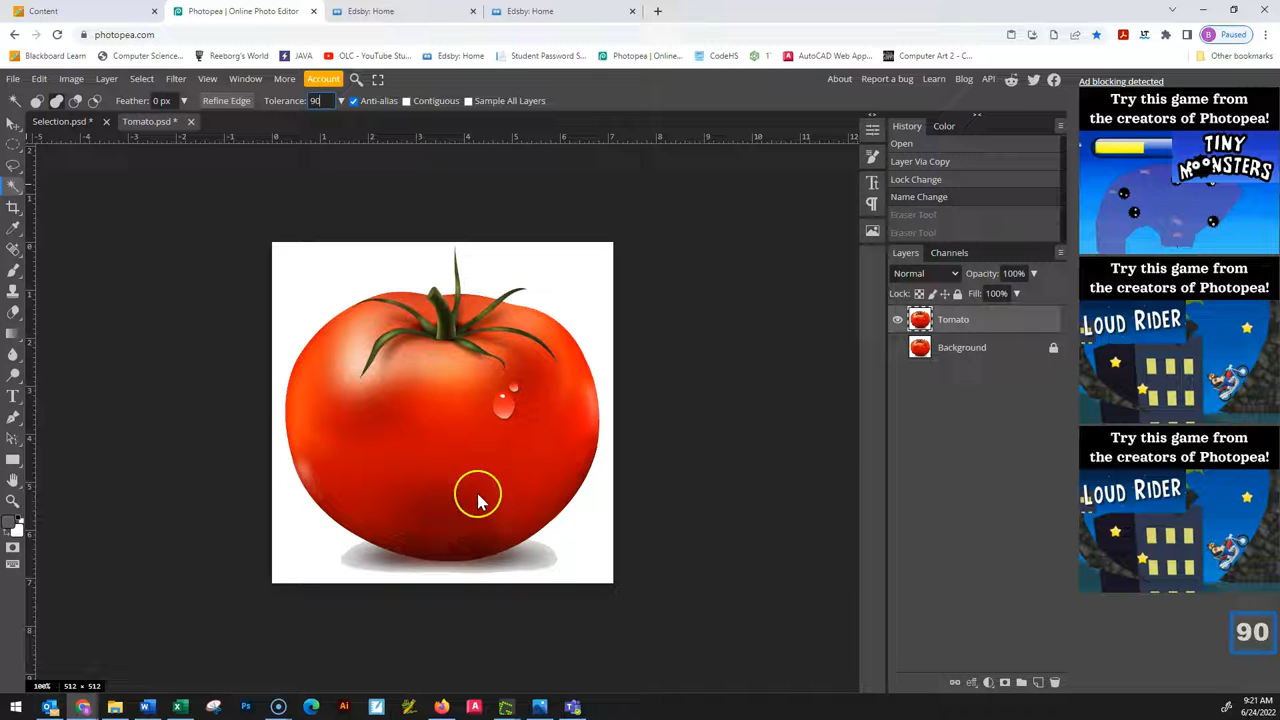 Content
Photopea | Online Photo Editor
Edsby: Home
Edsby: Home
photopea.com
Paused
Blackboard Learn
Computer Science...
Reeborg's World
JAVA
OLC - YouTube Stu...
Edsby: Home
Student Password S...
Photopea | Online...
CodeHS
AutoCAD Web App...
Computer Art 2 - C...
Other bookmarks
File Edit Image Layer Select Filter View Window More Account
About Report a bug Learn Blog API
Ad blocking detected
Feather: 0 px Refine Edge Tolerance: 90 Anti-alias Contiguous Sample All Layers
Selection.psd *
Tomato.psd *
History Color
Open
Layer Via Copy
Lock Change
Name Change
Eraser Tool
Eraser Tool
Layers Channels
Normal Opacity: 100%
Lock: Fill: 100%
Tomato
Background
Try this game from
the creators of Photopea!
TINY
MONSTERS
Try this game from
the creators of Photopea!
LOUD RIDER
Try this game from
the creators of Photopea!
LOUD RIDER
90
100% 512 × 512
9:21 AM
6/24/2022